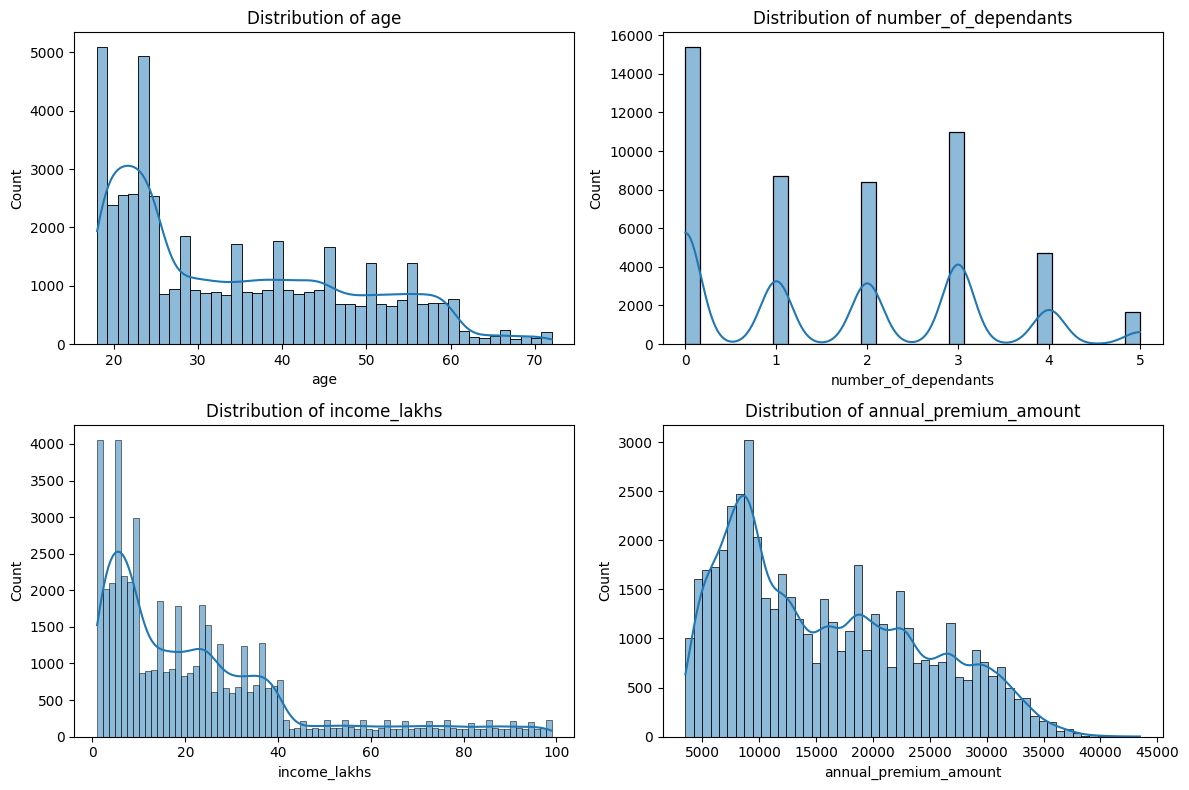 Distribution of age
Count
5000
4000
3000
2000
1000
0
20 30 40 50 60 70
age
Distribution of number_of_dependants
Count
16000
14000
12000
10000
8000
6000
4000
2000
0
0 1 2 3 4 5
number_of_dependants
Distribution of income_lakhs
Count
4000
3500
3000
2500
2000
1500
1000
500
0
0 20 40 60 80 100
income_lakhs
Distribution of annual_premium_amount
Count
3000
2500
2000
1500
1000
500
0
5000 10000 15000 20000 25000 30000 35000 40000 45000
annual_premium_amount